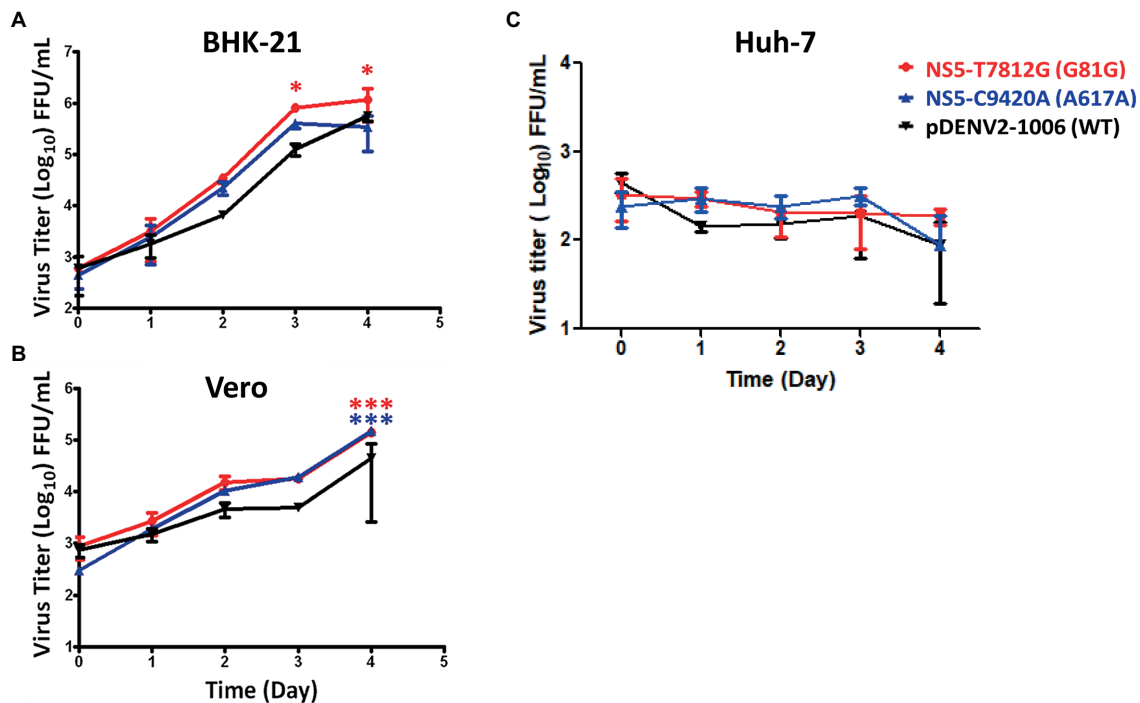 A
BHK-21
Virus Titer (Log10) FFU/mL
7
6
5
4
3
2
0
1
2
3
4
5
*
*
B
Vero
Virus Titer (Log10) FFU/mL
6
5
4
3
2
1
0
1
2
3
4
5
***
***
Time (Day)
C
Huh-7
Virus titer ( Log10) FFU/mL
4
3
2
1
0
1
2
3
4
Time (Day)
NS5-T7812G (G81G)
NS5-C9420A (A617A)
pDENV2-1006 (WT)